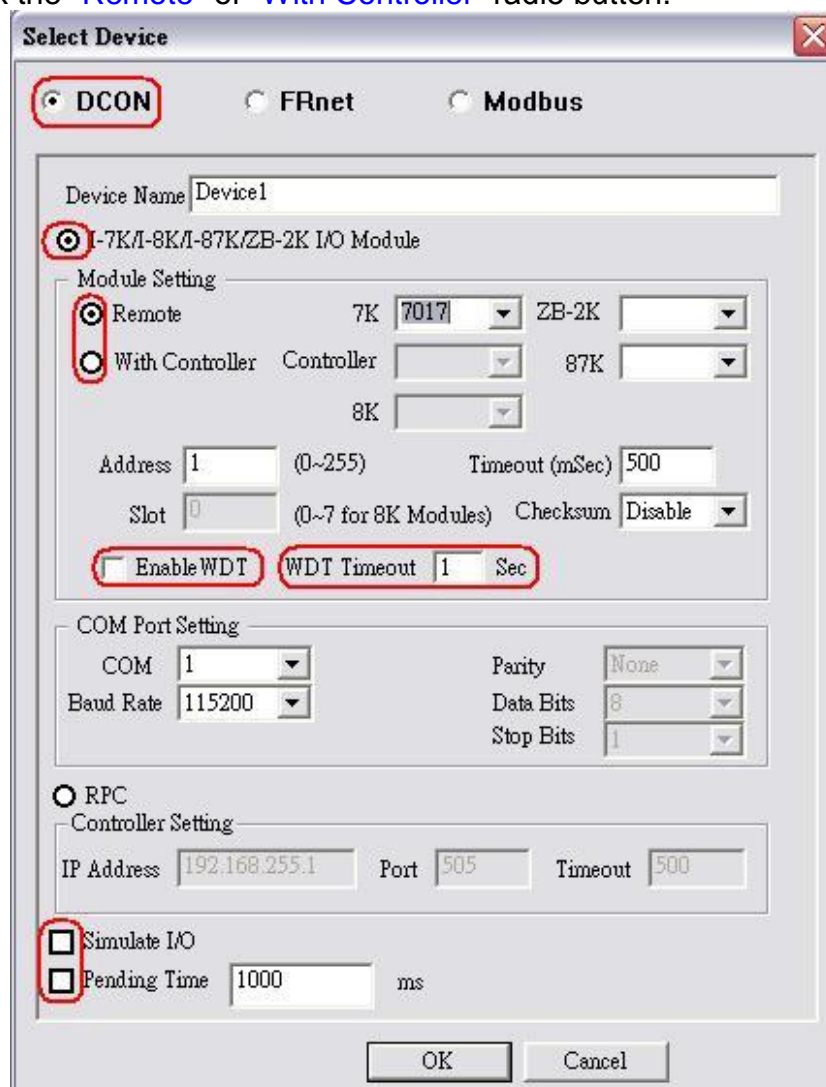 the "Remote" or "With Controller" radio button.
Select Device
DCON FRnet Modbus
Device Name Device1
I-7K/I-8K/I-87K/ZB-2K I/O Module
Module Setting
Remote 7K 7017 ZB-2K
With Controller Controller 87K
8K
Address 1 (0~255) Timeout (mSec) 500
Slot 0 (0~7 for 8K Modules) Checksum Disable
Enable WDT WDT Timeout 1 Sec
COM Port Setting
COM 1 Parity None
Baud Rate 115200 Data Bits 8
Stop Bits 1
RPC
Controller Setting
IP Address 192.168.255.1 Port 505 Timeout 500
Simulate I/O
Pending Time 1000 ms
OK Cancel